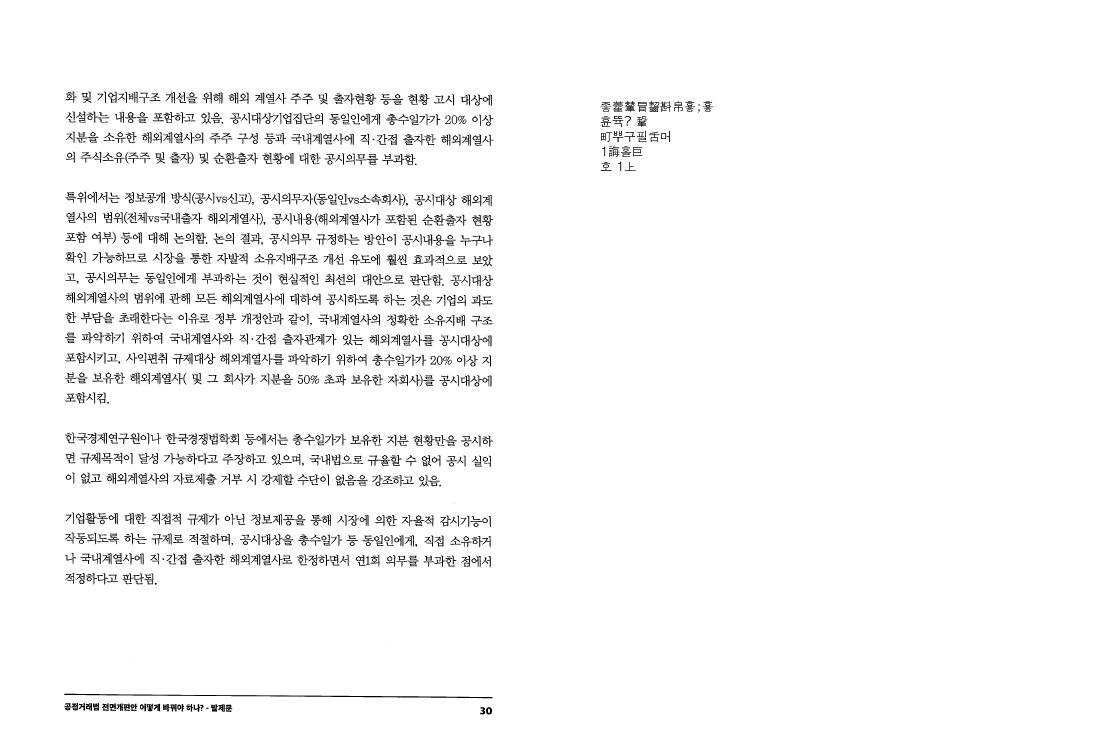 화 및 기업지배구조 개선을 위해 해외 계열사 주주 및 출자현황 등을 현황 고시 대상에
신설하는 내용을 포함하고 있음. 공시대상기업집단의 동일인에게 총수일가가 20% 이상
지분을 소유한 해외계열사의 주주 구성 등과 국내계열사에 직·간접 출자한 해외계열사
의 주식소유(주주 및 출자) 및 순환출자 현황에 대한 공시의무를 부과함.
특위에서는 정보공개 방식(공시vs신고), 공시의무자(동일인vs소속회사), 공시대상 해외계
열사의 범위(전체vs국내출자 해외계열사), 공시내용(해외계열사가 포함된 순환출자 현황
포함 여부) 등에 대해 논의함. 논의 결과, 공시의무 규정하는 방안이 공시내용을 누구나
확인 가능하므로 시장을 통한 자발적 소유지배구조 개선 유도에 훨씬 효과적으로 보았
고, 공시의무는 동일인에게 부과하는 것이 현실적인 최선의 대안으로 판단함. 공시대상
해외계열사의 범위에 관해 모든 해외계열사에 대하여 공시하도록 하는 것은 기업의 과도
한 부담을 초래한다는 이유로 정부 개정안과 같이, 국내계열사의 정확한 소유지배 구조
를 파악하기 위하여 국내계열사와 직·간접 출자관계가 있는 해외계열사를 공시대상에
포함시키고, 사익편취 규제대상 해외계열사를 파악하기 위하여 총수일가가 20% 이상 지
분을 보유한 해외계열사( 및 그 회사가 지분을 50% 초과 보유한 자회사)를 공시대상에
포함시킴.
한국경제연구원이나 한국경쟁법학회 등에서는 총수일가가 보유한 지분 현황만을 공시하
면 규제목적이 달성 가능하다고 주장하고 있으며, 국내법으로 규율할 수 없어 공시 실익
이 없고 해외계열사의 자료제출 거부 시 강제할 수단이 없음을 강조하고 있음.
기업활동에 대한 직접적 규제가 아닌 정보제공을 통해 시장에 의한 자율적 감시기능이
작동되도록 하는 규제로 적절하며, 공시대상을 총수일가 등 동일인에게, 직접 소유하거
나 국내계열사에 직·간접 출자한 해외계열사로 한정하면서 연1회 의무를 부과한 점에서
적정하다고 판단됨.
공정거래법 전면개편안 어떻게 바꿔야 하나? - 발제문
30
호 1上